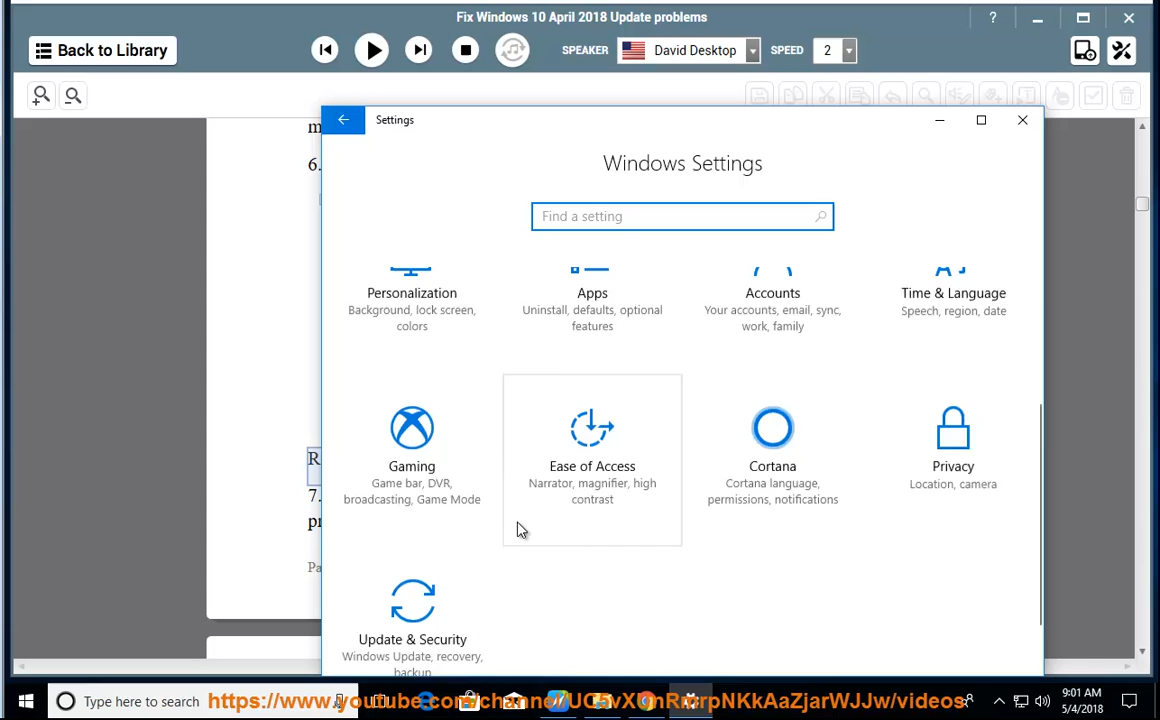 Fix Windows 10 April 2018 Update problems
?
Back to Library
SPEAKER
David Desktop
SPEED
2
Settings
Windows Settings
Find a setting
m
6.
R
7.
pr
Pa
Personalization
Background, lock screen,
colors
Apps
Uninstall, defaults, optional
features
Accounts
Your accounts, email, sync,
work, family
Time & Language
Speech, region, date
Gaming
Game bar, DVR,
broadcasting, Game Mode
Ease of Access
Narrator, magnifier, high
contrast
Cortana
Cortana language,
permissions, notifications
Privacy
Location, camera
Update & Security
Windows Update, recovery,
backup
Type here to search
9:01 AM
5/4/2018